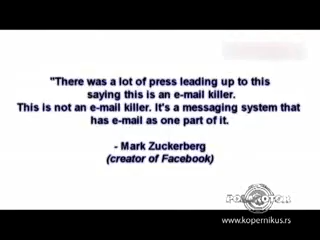 "There was a lot of press leading up to this
saying this is an e-mail killer.
This is not an e-mail killer. It's a messaging system that
has e-mail as one part of it.
- Mark Zuckerberg
(creator of Facebook)
www.kopernikus.rs